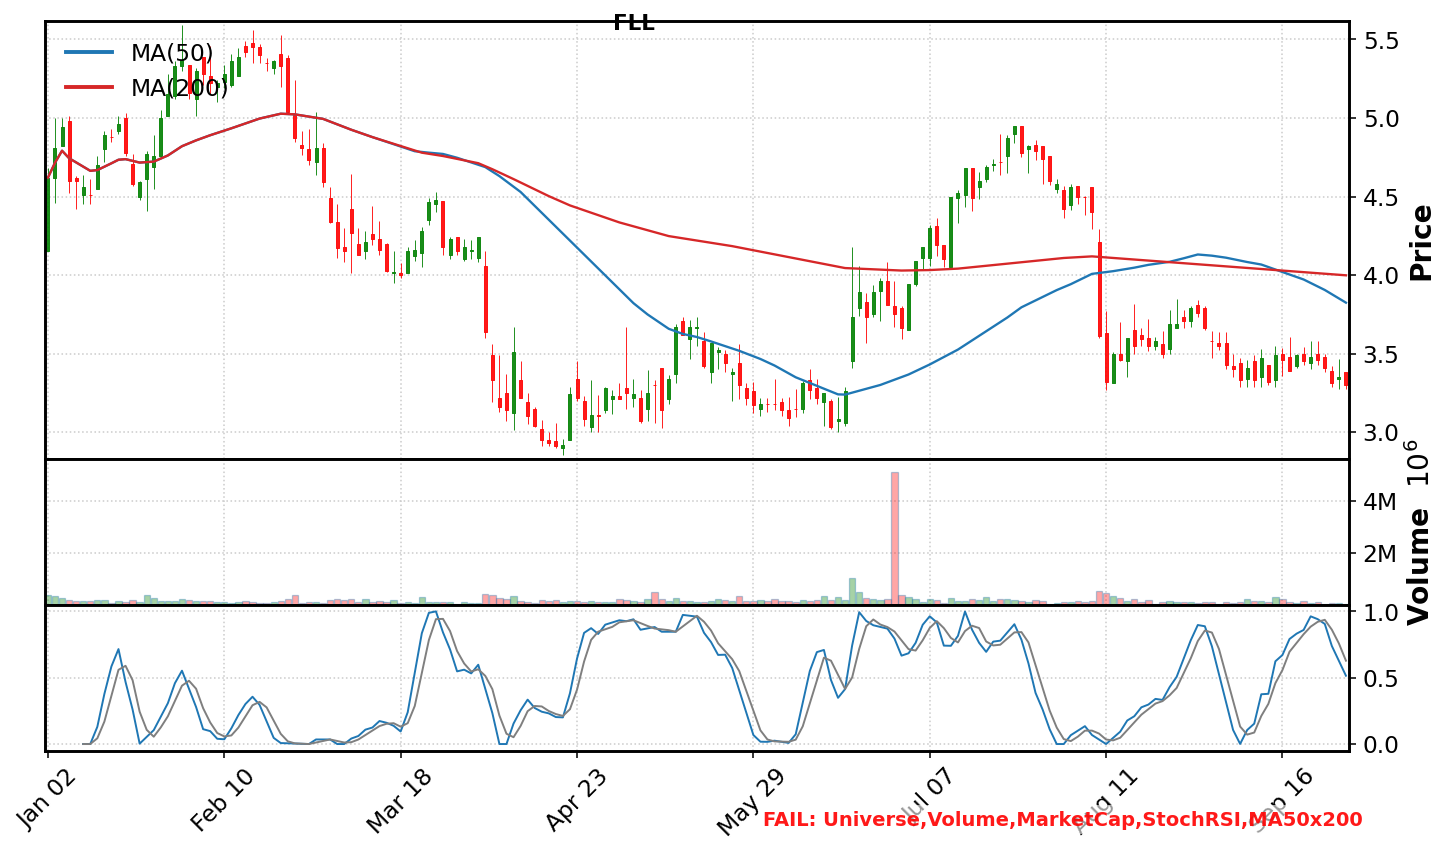 FLL
MA(50)
MA(200)
5.5
5.0
4.5
4.0
3.5
3.0
Price
4M
2M
Volume 10^6
1.0
0.5
0.0
Jan 02
Feb 10
Mar 18
Apr 23
May 29
Jul 07
Aug 11
Sep 16
FAIL: Universe,Volume,MarketCap,StochRSI,MA50x200